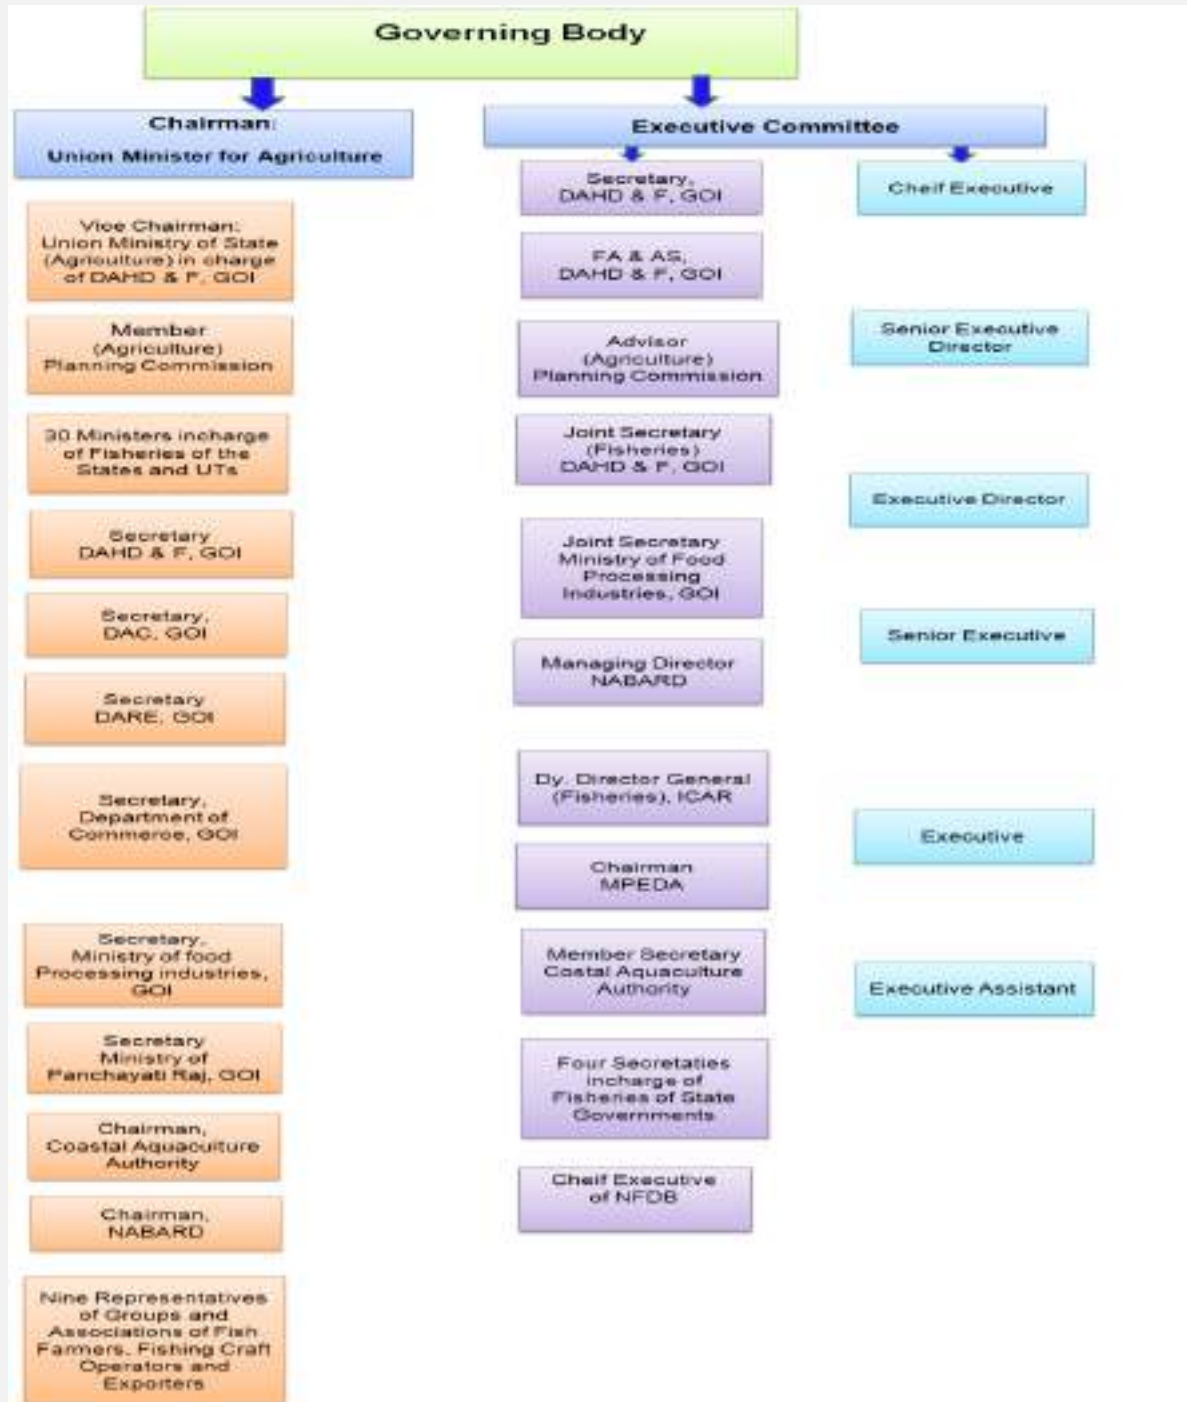 Governing Body
Chairman:
Union Minister for Agriculture
Vice Chairman:
Union Ministry of State
(Agriculture) in charge
of DAHD & F, GOI
Member
(Agriculture)
Planning Commission
30 Ministers incharge
of Fisheries of the
States and UTs
Secretary
DAHD & F, GOI
Secretary,
DAC, GOI
Secretary
DARE, GOI
Secretary,
Department of
Commerce, GOI
Secretary,
Ministry of food
Processing industries,
GOI
Secretary
Ministry of
Panchayati Raj, GOI
Chairman,
Coastal Aquaculture
Authority
Chairman,
NABARD
Nine Representatives
of Groups and
Associations of Fish
Farmers, Fishing Craft
Operators and
Exporters
Executive Committee
Secretary,
DAHD & F, GOI
FA & AS,
DAHD & F, GOI
Advisor
(Agriculture)
Planning Commission
Joint Secretary
(Fisheries)
DAHD & F, GOI
Joint Secretary
Ministry of Food
Processing
Industries, GOI
Managing Director
NABARD
Dy. Director General
(Fisheries), ICAR
Chairman
MPEDA
Member Secretary
Costal Aquaculture
Authority
Four Secretaties
incharge of
Fisheries of State
Governments
Cheif Executive
of NFDB
Cheif Executive
Senior Executive
Director
Executive Director
Senior Executive
Executive
Executive Assistant